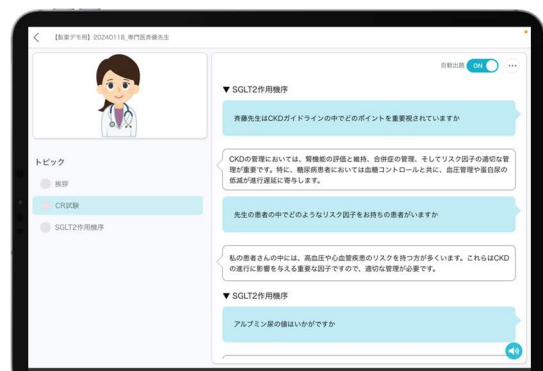 【製薬デモ用】20240118_専門医斉藤先生
自動出題 ON
▼ SGLT2作用機序
斉藤先生はCKDガイドラインの中でどのポイントを重要視されていますか
CKDの管理においては、腎機能の評価と維持、合併症の管理、そしてリスク因子の適切な管
理が重要です。特に、糖尿病患者においては血糖コントロールと共に、血圧管理や蛋白尿の
低減が進行遅延に寄与します。
トピック
挨拶
CR試験
SGLT2作用機序
先生の患者の中でどのようなリスク因子をお持ちの患者がいますか
私の患者さんの中には、高血圧や心血管疾患のリスクを持つ方が多くいます。これらはCKD
の進行に影響を与える重要な因子ですので、適切な管理が必要です。
▼ SGLT2作用機序
アルブミン尿の値はいかがですか